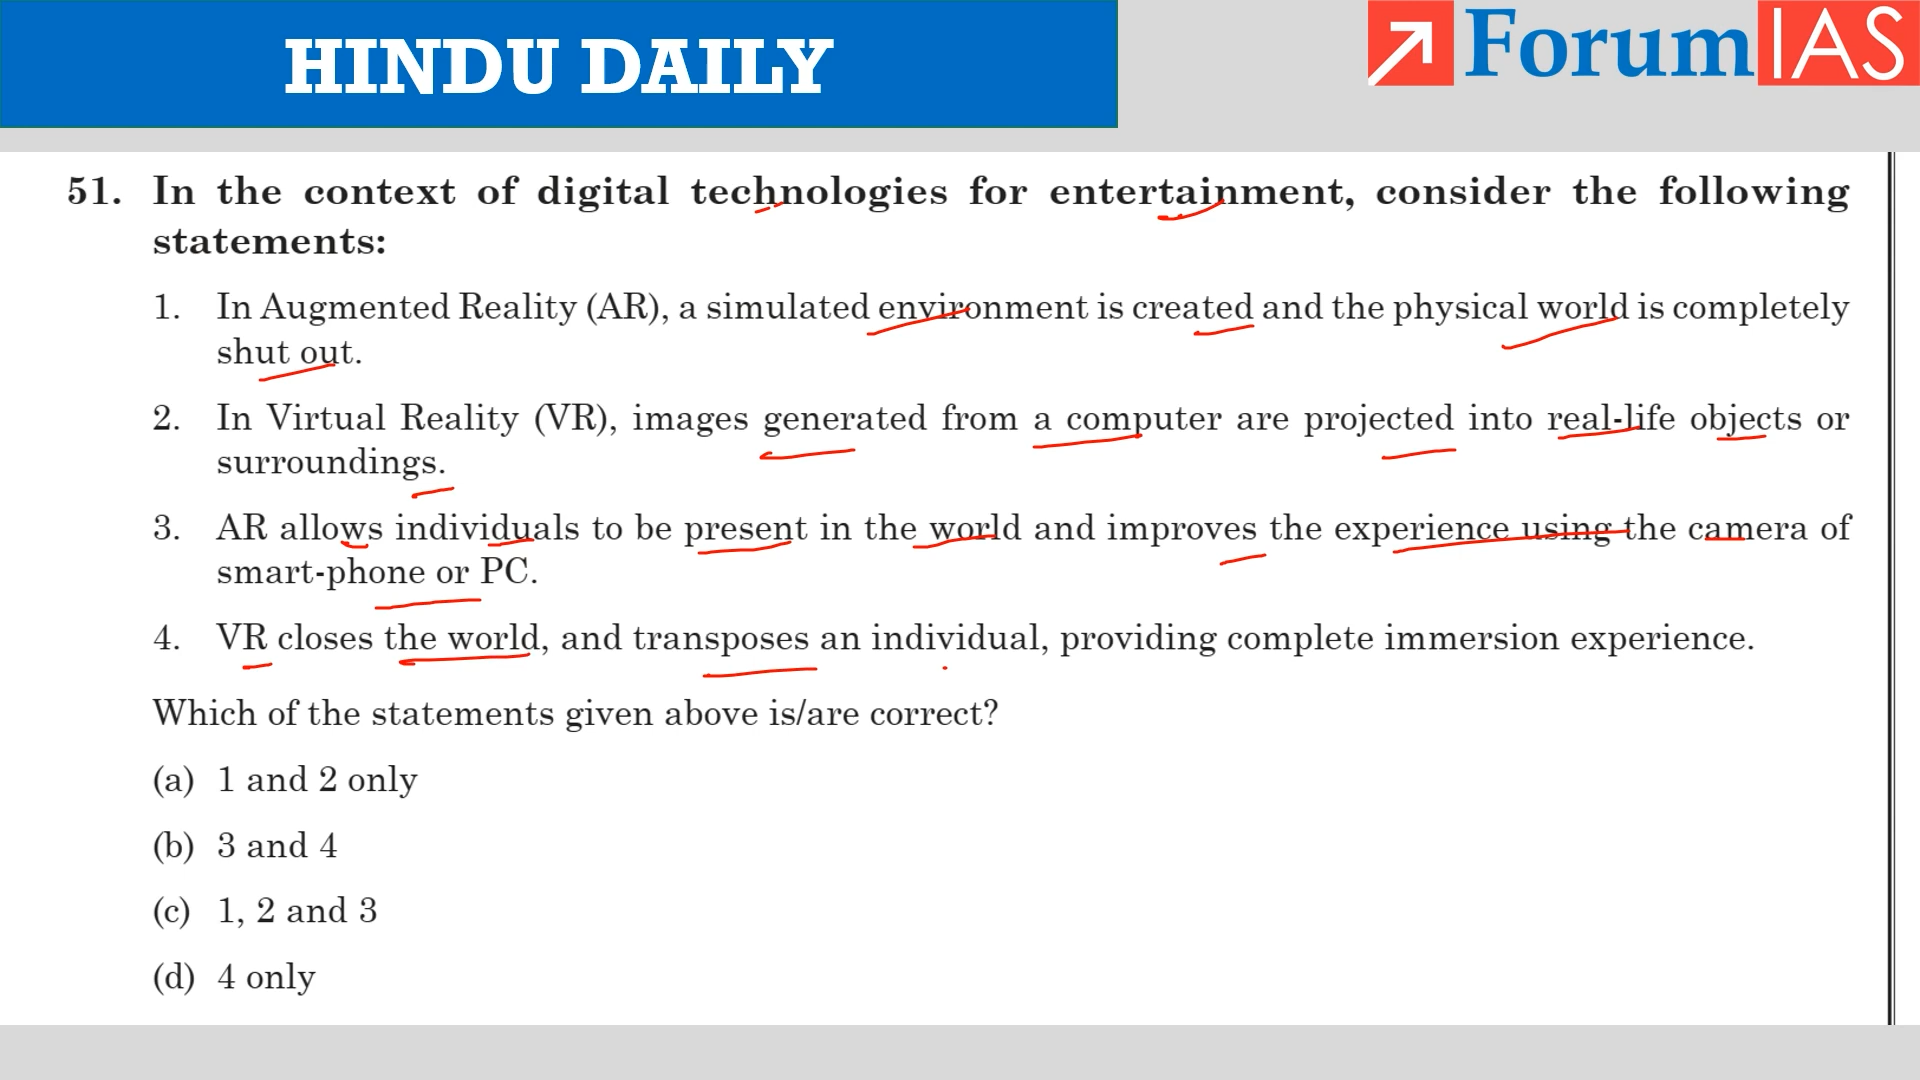 HINDU DAILY
ForumIAS
51. In the context of digital technologies for entertainment, consider the following
statements:
1. In Augmented Reality (AR), a simulated environment is created and the physical world is completely
shut out.
2. In Virtual Reality (VR), images generated from a computer are projected into real-life objects or
surroundings.
3. AR allows individuals to be present in the world and improves the experience using the camera of
smart-phone or PC.
4. VR closes the world, and transposes an individual, providing complete immersion experience.
Which of the statements given above is/are correct?
(a) 1 and 2 only
(b) 3 and 4
(c) 1, 2 and 3
(d) 4 only